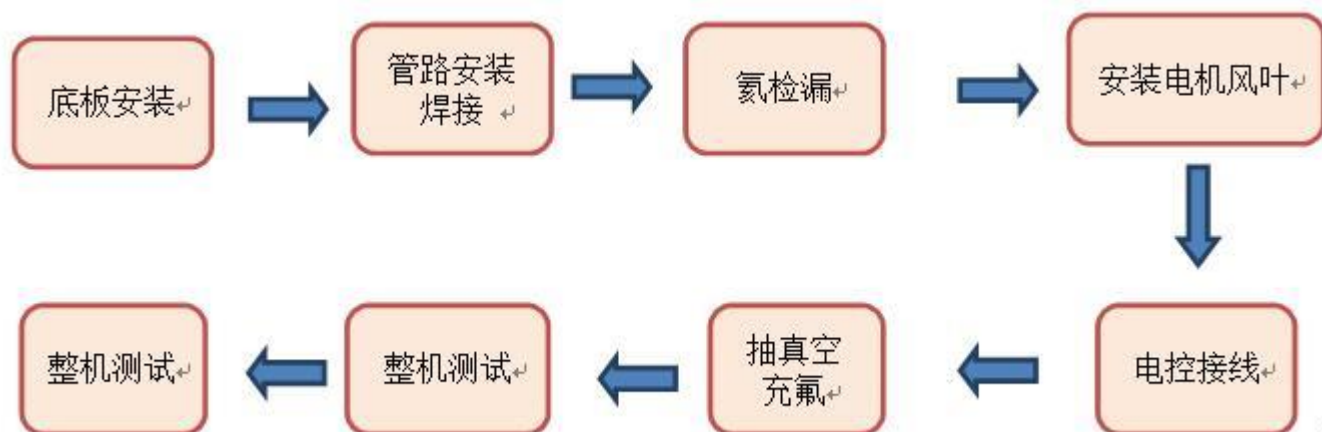 底板安装
管路安装
焊接
氦检漏
安装电机风叶
电控接线
抽真空
充氟
整机测试
整机测试